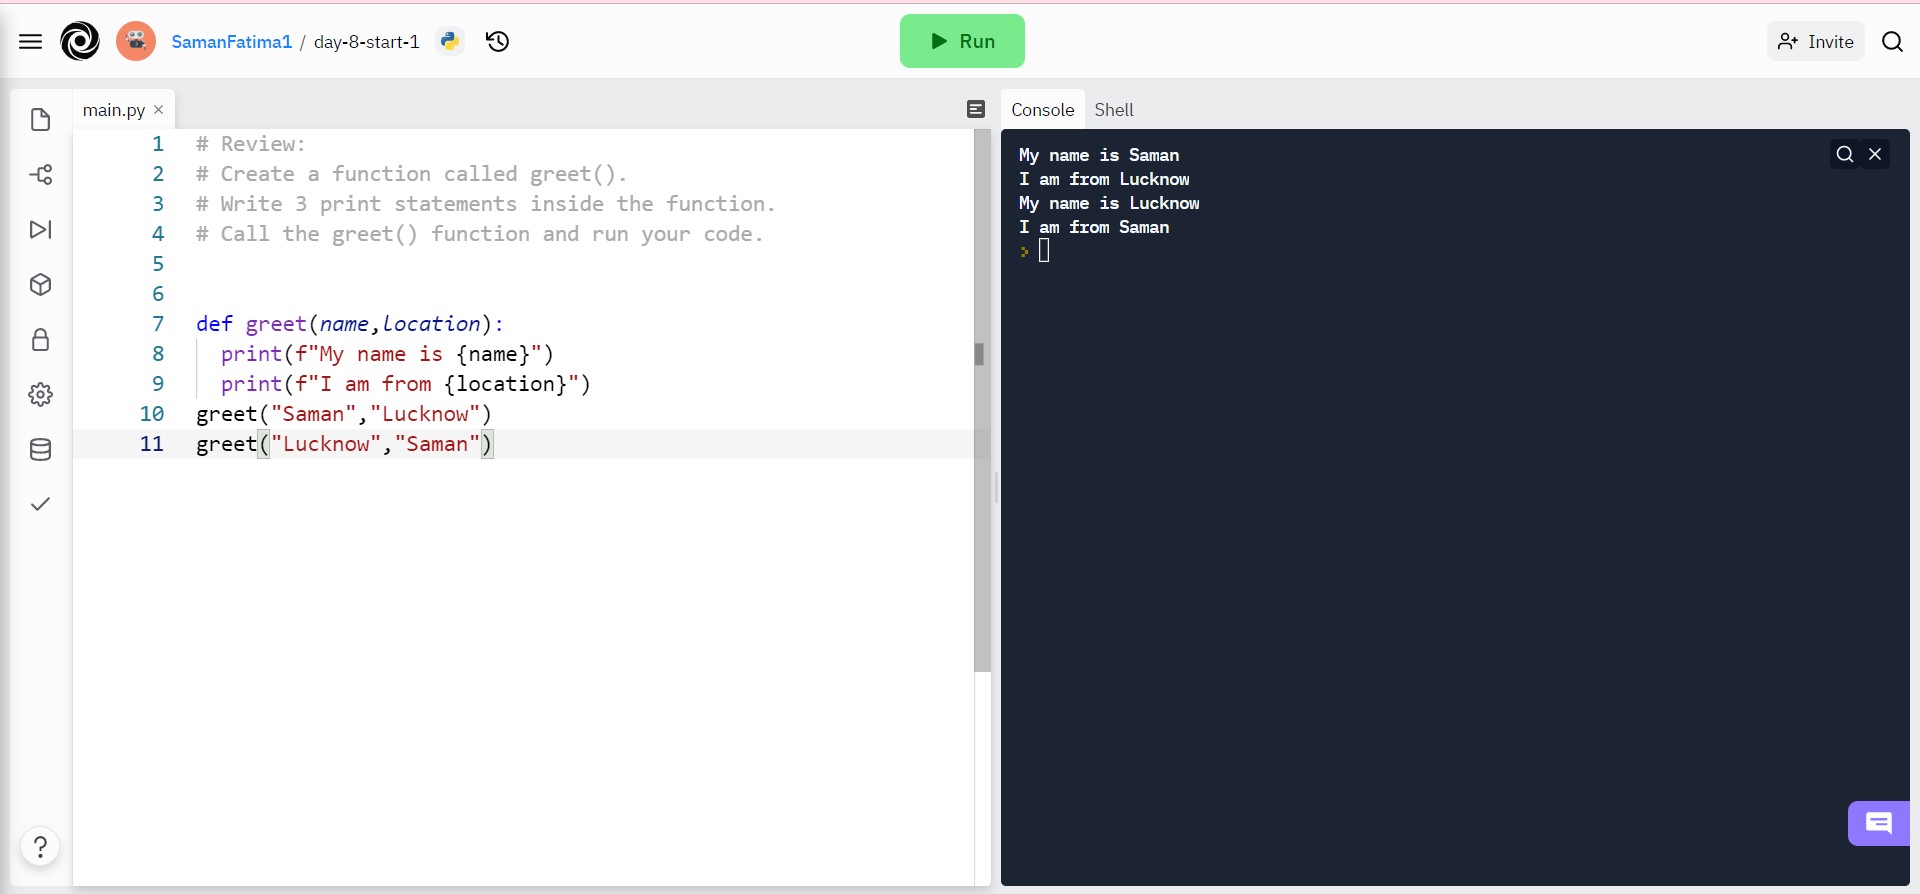 SamanFatima1 / day-8-start-1
Run
Invite
main.py
Console Shell
1 # Review:
2 # Create a function called greet().
3 # Write 3 print statements inside the function.
4 # Call the greet() function and run your code.
5
6
7 def greet(name,location):
8 print(f"My name is {name}")
9 print(f"I am from {location}")
10 greet("Saman","Lucknow")
11 greet("Lucknow","Saman")
My name is Saman
I am from Lucknow
My name is Lucknow
I am from Saman
>
?